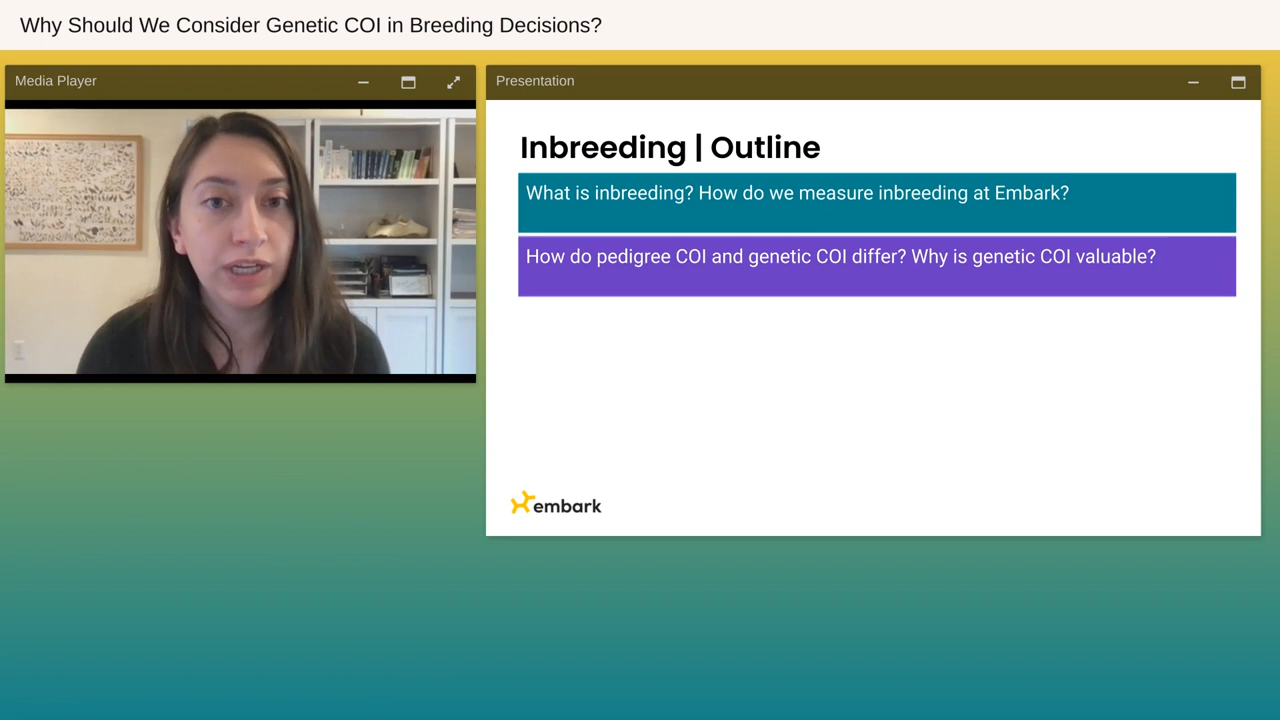 Why Should We Consider Genetic COI in Breeding Decisions?
Media Player
Presentation
Inbreeding | Outline
What is inbreeding? How do we measure inbreeding at Embark?
How do pedigree COI and genetic COI differ? Why is genetic COI valuable?
embark